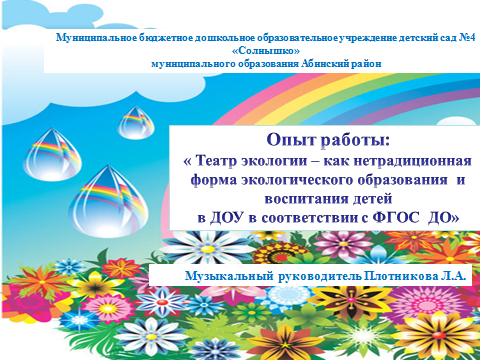 Муниципальное бюджетное дошкольное образовательное учреждение детский сад №4
«Солнышко»
муниципального образования Абинский район
Опыт работы:
« Театр экологии – как нетрадиционная
форма экологического образования и
воспитания детей
в ДОУ в соответствии с ФГОС ДО»
Музыкальный руководитель Плотникова Л.А.